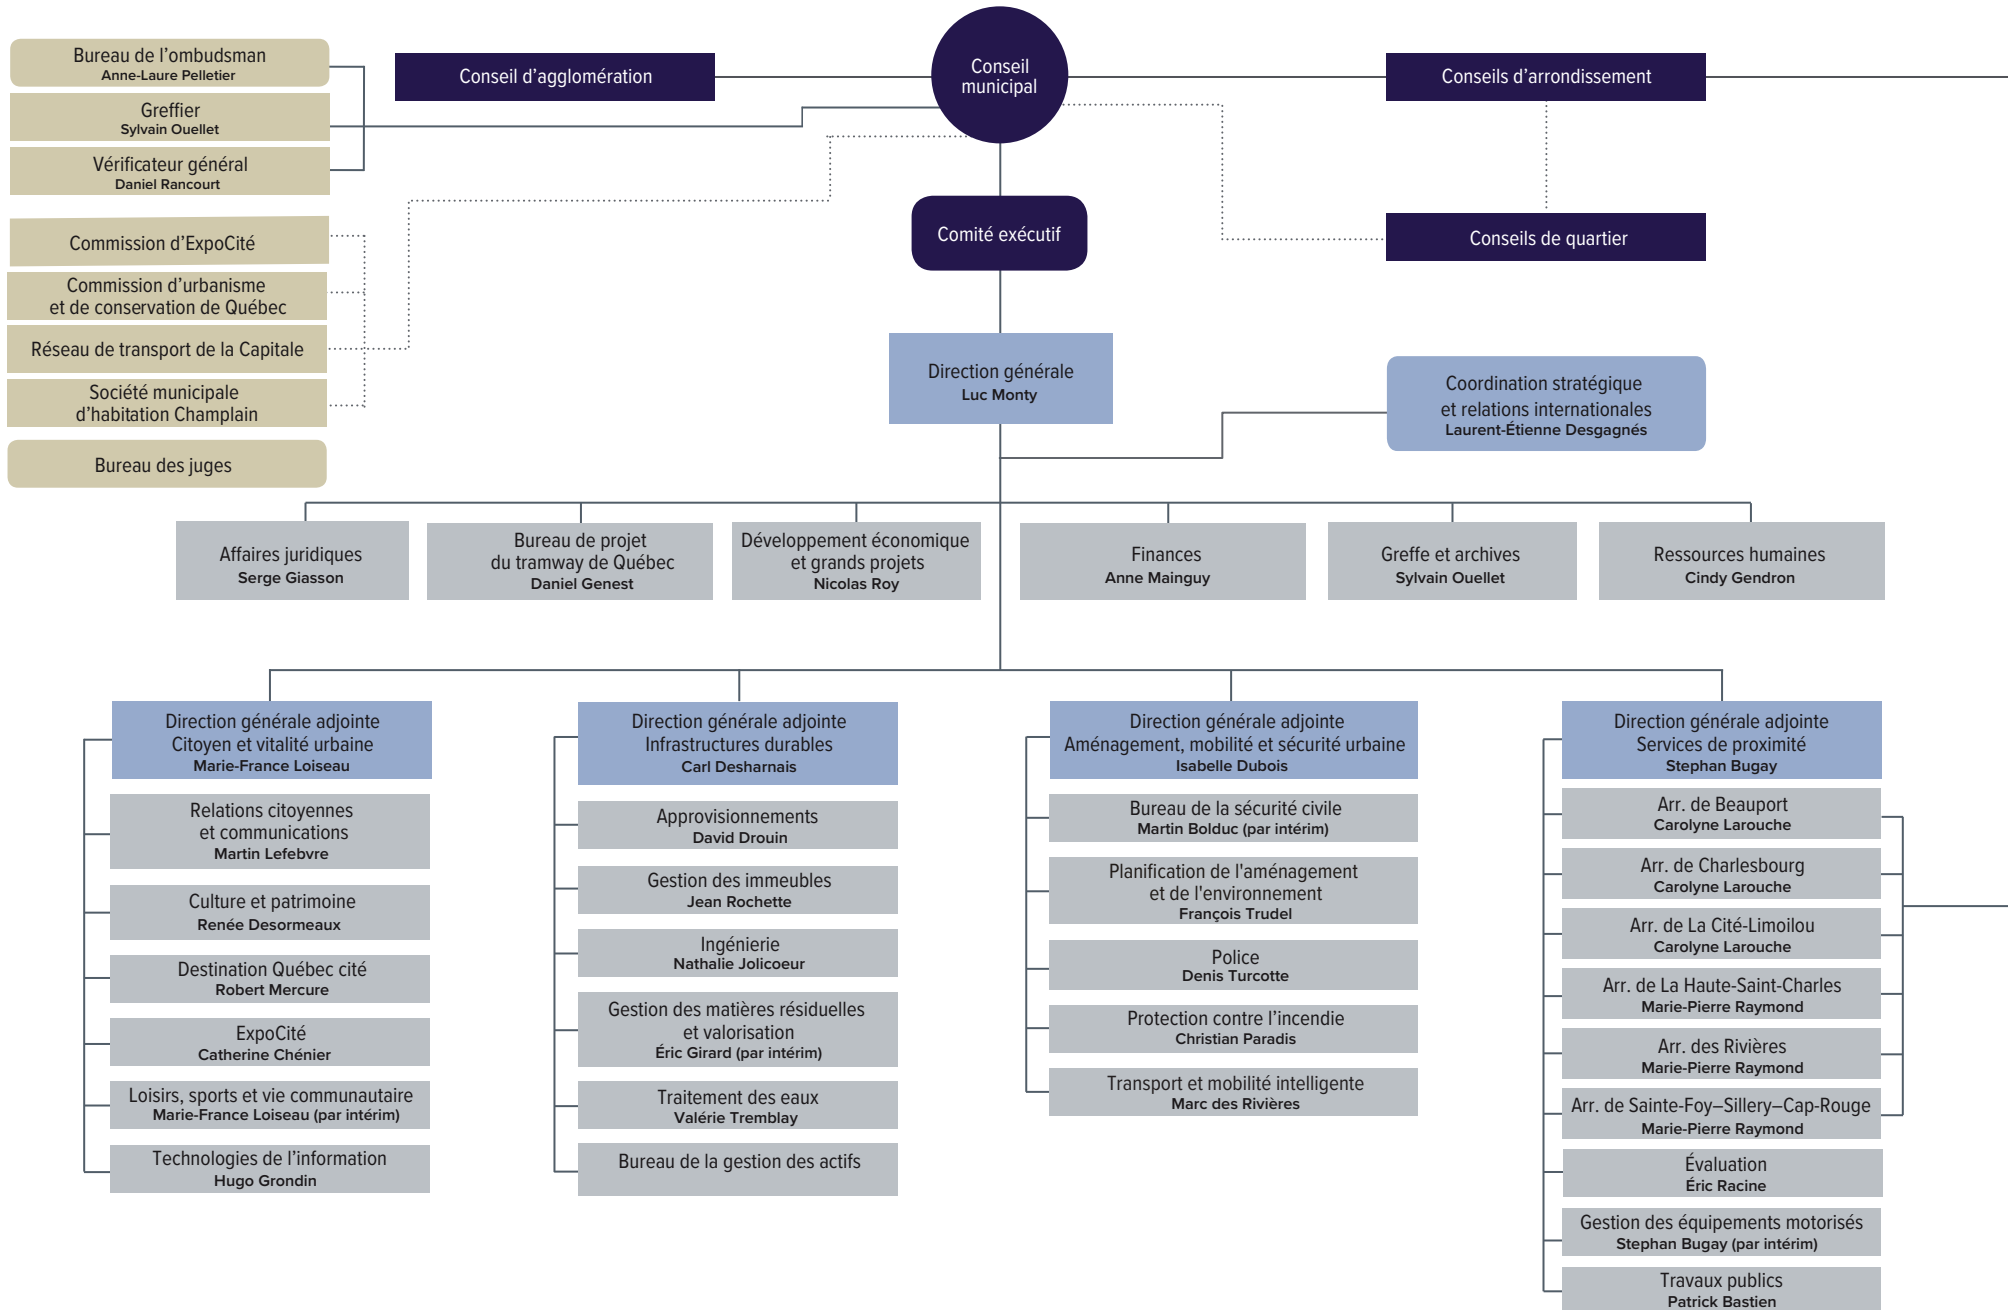 Bureau de l'ombudsman
Anne-Laure Pelletier
Greffier
Sylvain Ouellet
Vérificateur général
Daniel Rancourt
Commission d'ExpoCité
Commission d'urbanisme
et de conservation de Québec
Réseau de transport de la Capitale
Société municipale
d'habitation Champlain
Bureau des juges
Conseil d'agglomération
Conseil
municipal
Conseils d'arrondissement
Comité exécutif
Conseils de quartier
Direction générale
Luc Monty
Coordination stratégique
et relations internationales
Laurent-Étienne Desgagnés
Affaires juridiques
Serge Giasson
Bureau de projet
du tramway de Québec
Daniel Genest
Développement économique
et grands projets
Nicolas Roy
Finances
Anne Mainguy
Greffe et archives
Sylvain Ouellet
Ressources humaines
Cindy Gendron
Direction générale adjointe
Citoyen et vitalité urbaine
Marie-France Loiseau
Relations citoyennes
et communications
Martin Lefebvre
Culture et patrimoine
Renée Desormeaux
Destination Québec cité
Robert Mercure
ExpoCité
Catherine Chénier
Loisirs, sports et vie communautaire
Marie-France Loiseau (par intérim)
Technologies de l'information
Hugo Grondin
Direction générale adjointe
Infrastructures durables
Carl Desharnais
Approvisionnements
David Drouin
Gestion des immeubles
Jean Rochette
Ingénierie
Nathalie Jolicoeur
Gestion des matières résiduelles
et valorisation
Éric Girard (par intérim)
Traitement des eaux
Valérie Tremblay
Bureau de la gestion des actifs
Direction générale adjointe
Aménagement, mobilité et sécurité urbaine
Isabelle Dubois
Bureau de la sécurité civile
Martin Bolduc (par intérim)
Planification de l'aménagement
et de l'environnement
François Trudel
Police
Denis Turcotte
Protection contre l'incendie
Christian Paradis
Transport et mobilité intelligente
Marc des Rivières
Direction générale adjointe
Services de proximité
Stephan Bugay
Arr. de Beauport
Carolyne Larouche
Arr. de Charlesbourg
Carolyne Larouche
Arr. de La Cité-Limoilou
Carolyne Larouche
Arr. de La Haute-Saint-Charles
Marie-Pierre Raymond
Arr. des Rivières
Marie-Pierre Raymond
Arr. de Sainte-Foy–Sillery–Cap-Rouge
Marie-Pierre Raymond
Évaluation
Éric Racine
Gestion des équipements motorisés
Stephan Bugay (par intérim)
Travaux publics
Patrick Bastien